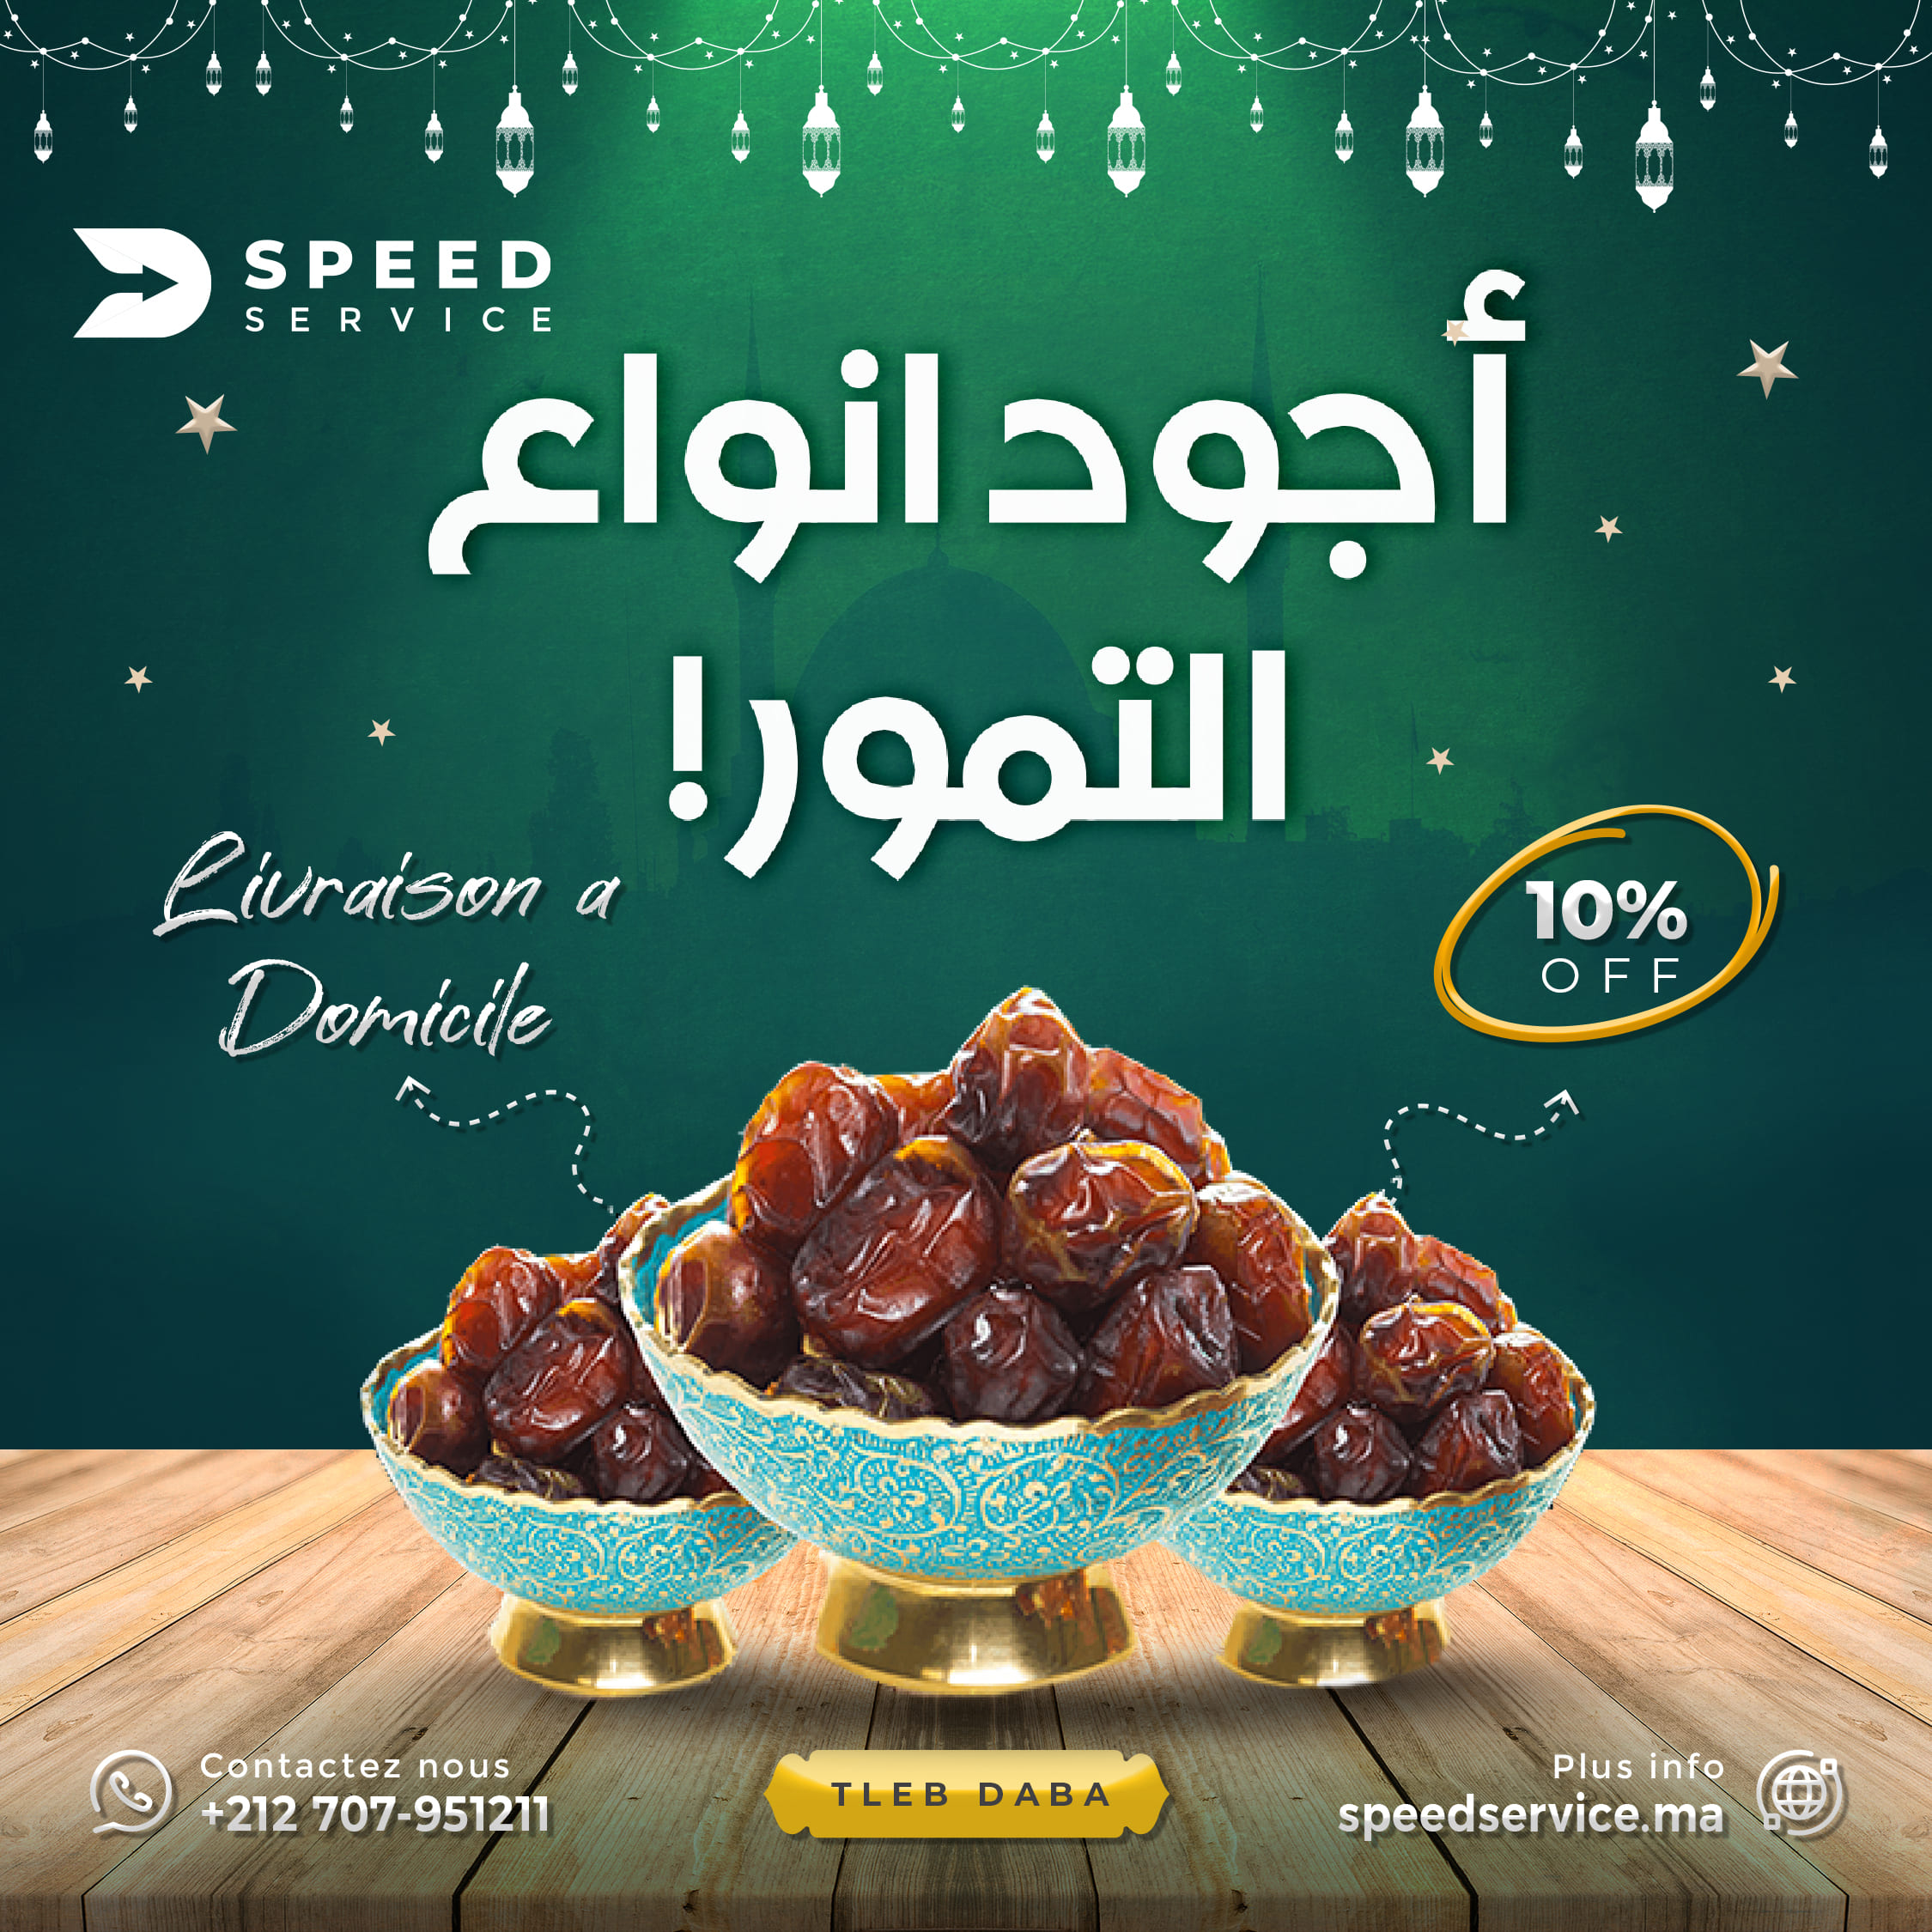 SPEED
SERVICE
أجود انواع
التمور!
Livraison a
Domicile
10%
OFF
Contactez nous
+212 707-951211
TLEB DABA
Plus info
speedservice.ma